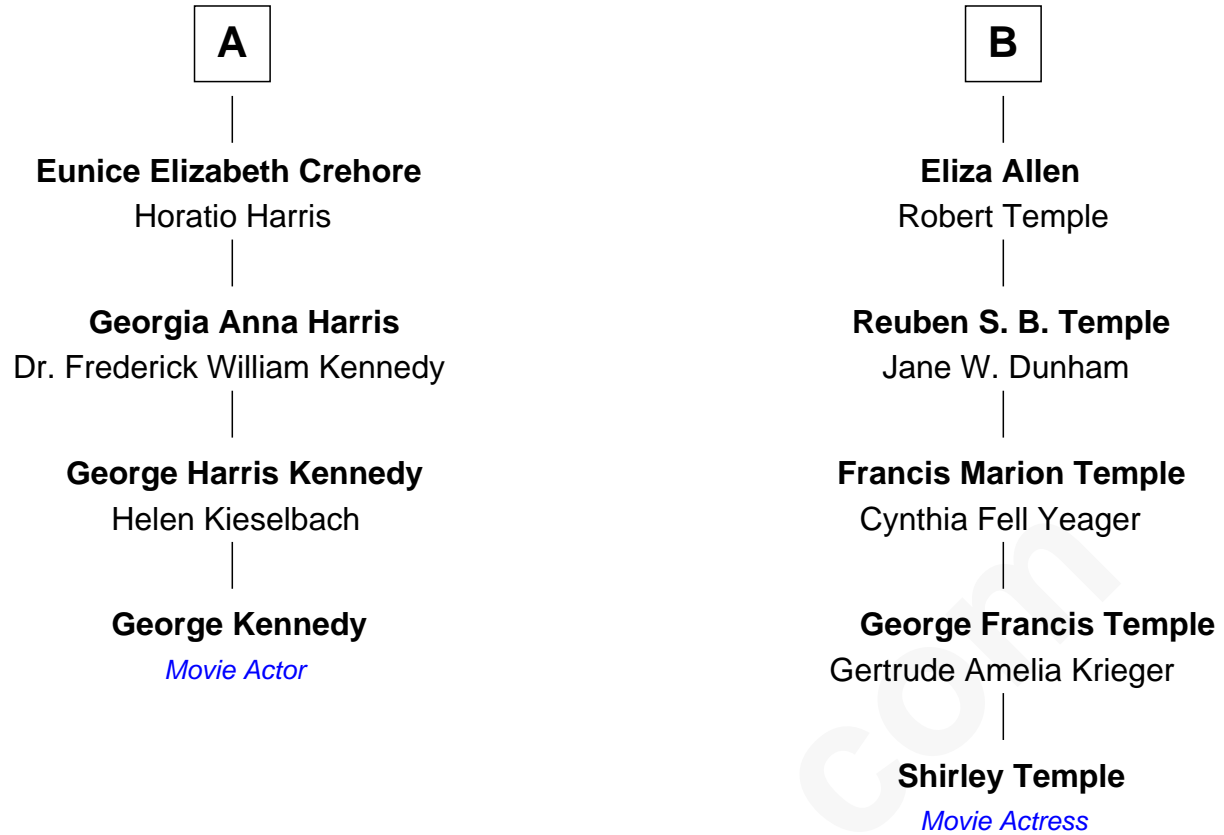 A
Eunice Elizabeth Crehore
Horatio Harris
Georgia Anna Harris
Dr. Frederick William Kennedy
George Harris Kennedy
Helen Kieselbach
George Kennedy
Movie Actor
B
Eliza Allen
Robert Temple
Reuben S. B. Temple
Jane W. Dunham
Francis Marion Temple
Cynthia Fell Yeager
George Francis Temple
Gertrude Amelia Krieger
Shirley Temple
Movie Actress
com